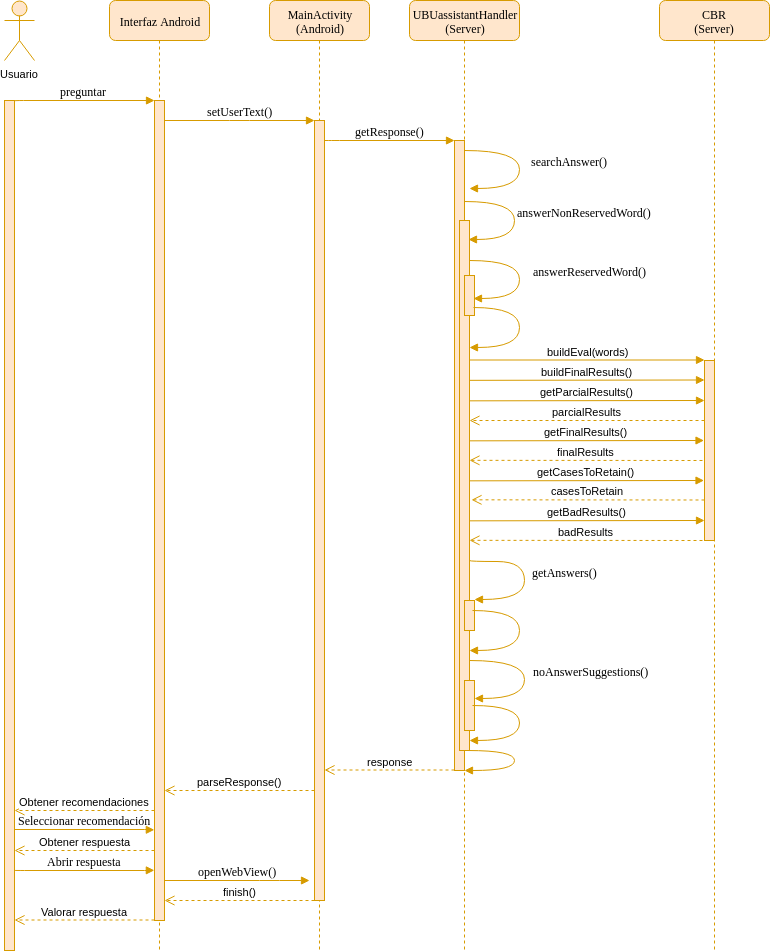 Interfaz Android
MainActivity
(Android)
UBUassistantHandler
(Server)
CBR
(Server)
Usuario
preguntar
setUserText()
getResponse()
searchAnswer()
answerNonReservedWord()
answerReservedWord()
buildEval(words)
buildFinalResults()
getParcialResults()
parcialResults
getFinalResults()
finalResults
getCasesToRetain()
casesToRetain
getBadResults()
badResults
getAnswers()
noAnswerSuggestions()
response
parseResponse()
Obtener recomendaciones
Seleccionar recomendación
Obtener respuesta
Abrir respuesta
openWebView()
finish()
Valorar respuesta